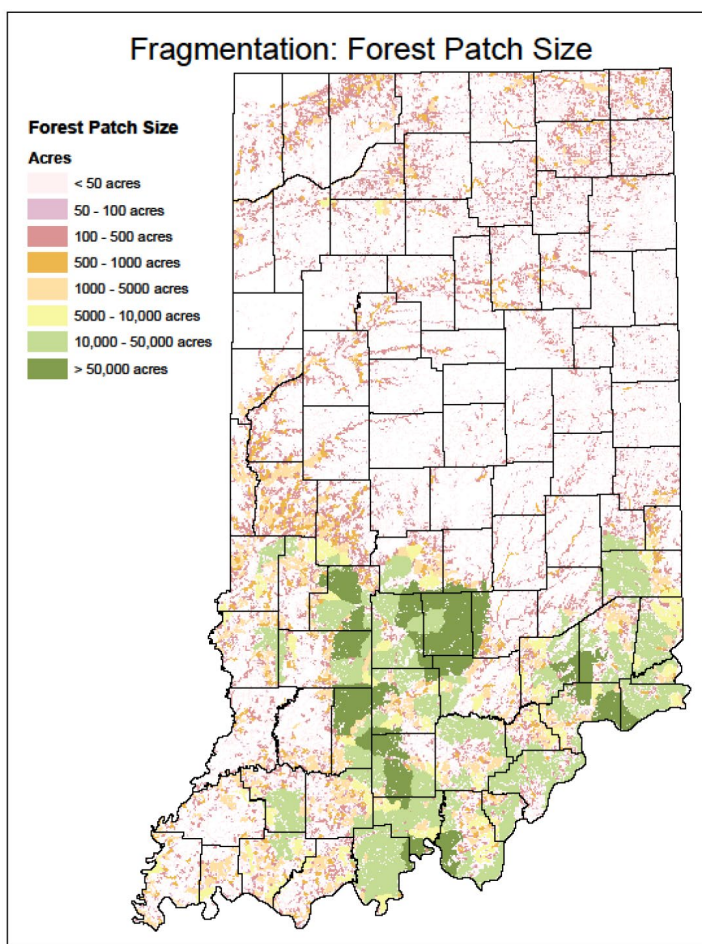 Fragmentation: Forest Patch Size
Forest Patch Size
Acres
< 50 acres
50 - 100 acres
100 - 500 acres
500 - 1000 acres
1000 - 5000 acres
5000 - 10,000 acres
10,000 - 50,000 acres
> 50,000 acres